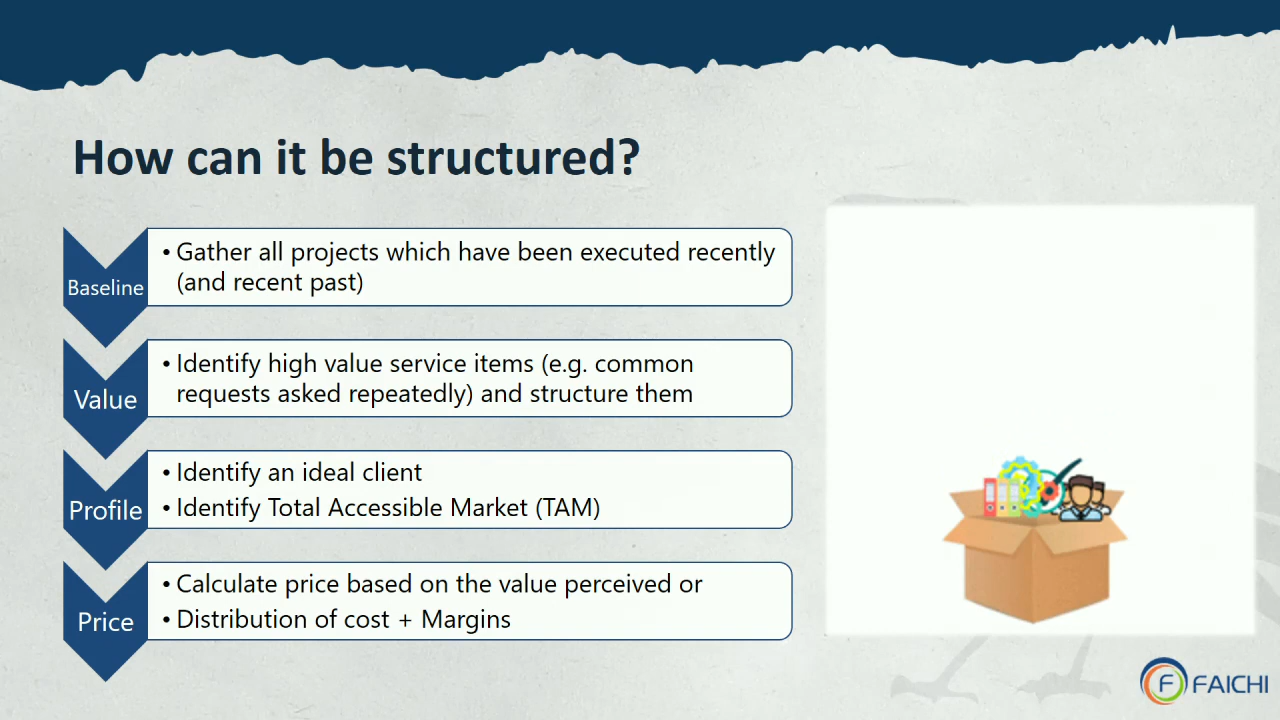 How can it be structured?
Baseline
• Gather all projects which have been executed recently
(and recent past)
Value
• Identify high value service items (e.g. common
requests asked repeatedly) and structure them
Profile
• Identify an ideal client
• Identify Total Accessible Market (TAM)
Price
• Calculate price based on the value perceived or
• Distribution of cost + Margins
F FAICHI